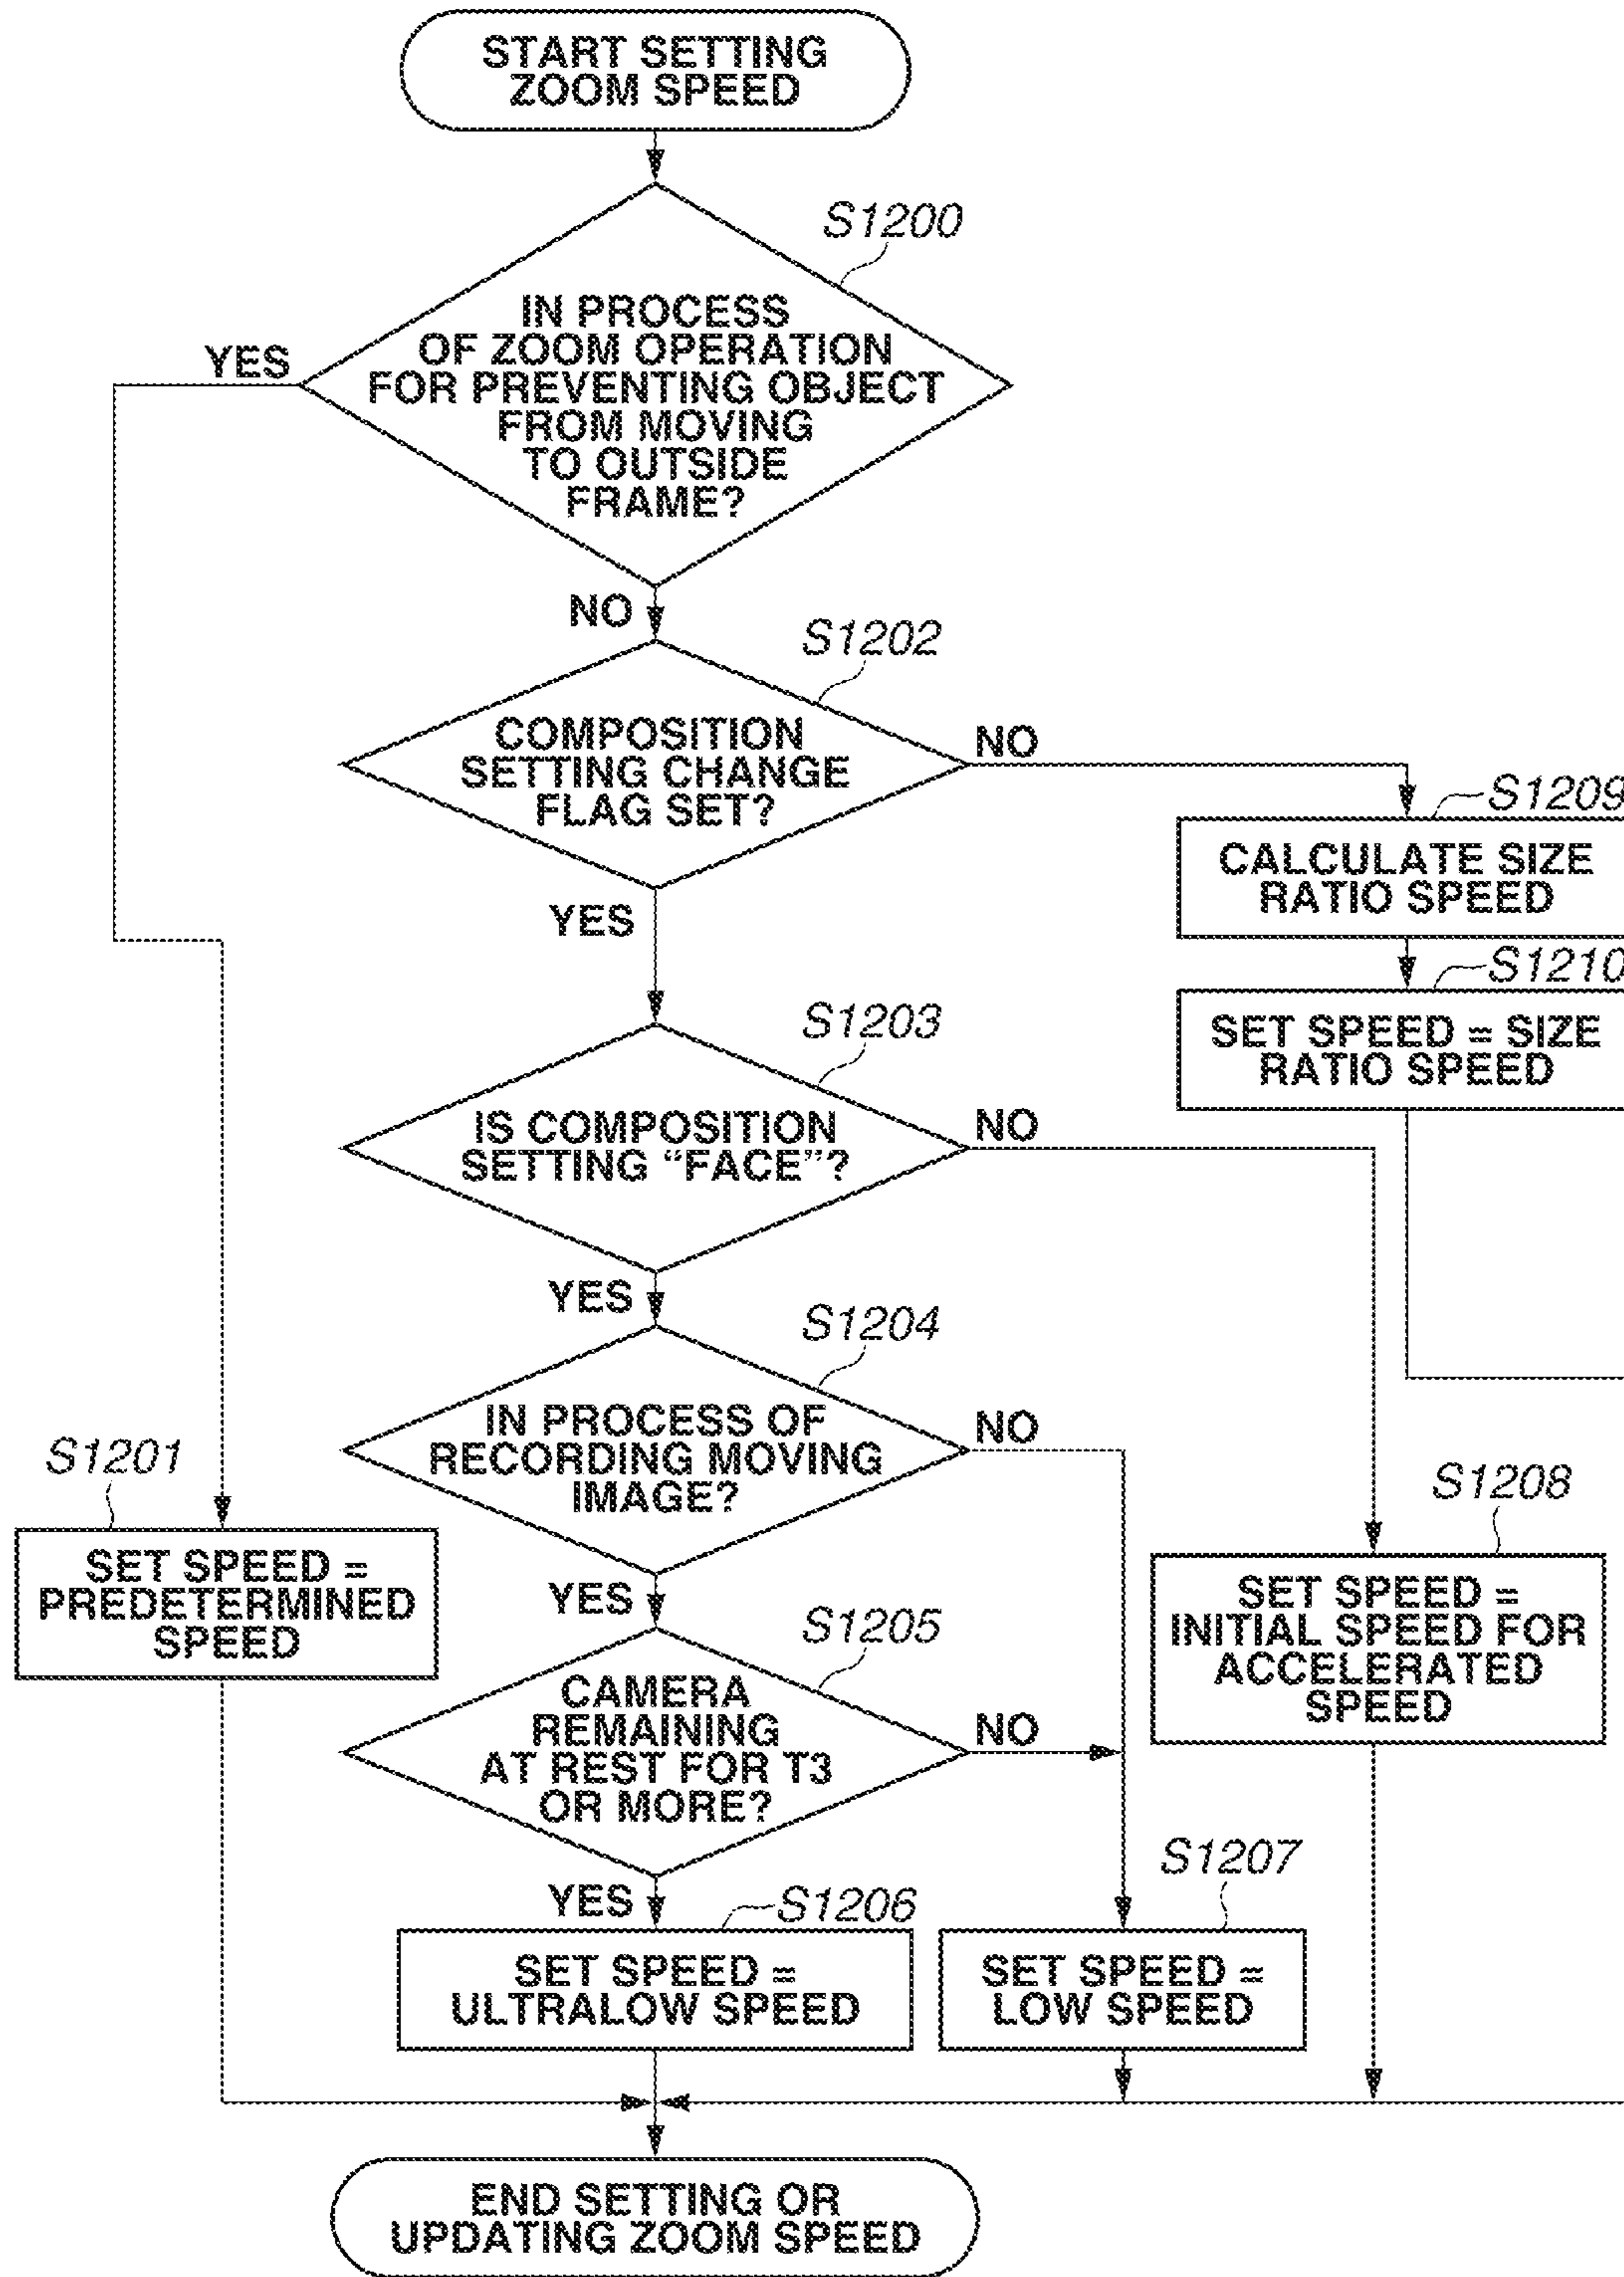 START SETTING
ZOOM SPEED
S1200
IN PROCESS
OF ZOOM OPERATION
FOR PREVENTING OBJECT
FROM MOVING
TO OUTSIDE
FRAME?
YES
NO
S1202
COMPOSITION
SETTING CHANGE
FLAG SET?
NO
YES
S1209
CALCULATE SIZE
RATIO SPEED
S1210
SET SPEED = SIZE
RATIO SPEED
S1203
IS COMPOSITION
SETTING “FACE”?
NO
YES
S1204
IN PROCESS OF
RECORDING MOVING
IMAGE?
NO
YES
S1201
SET SPEED =
PREDETERMINED
SPEED
S1208
SET SPEED =
INITIAL SPEED FOR
ACCELERATED
SPEED
S1205
CAMERA
REMAINING
AT REST FOR T3
OR MORE?
NO
YES
S1206
SET SPEED =
ULTRALOW SPEED
S1207
SET SPEED =
LOW SPEED
END SETTING OR
UPDATING ZOOM SPEED